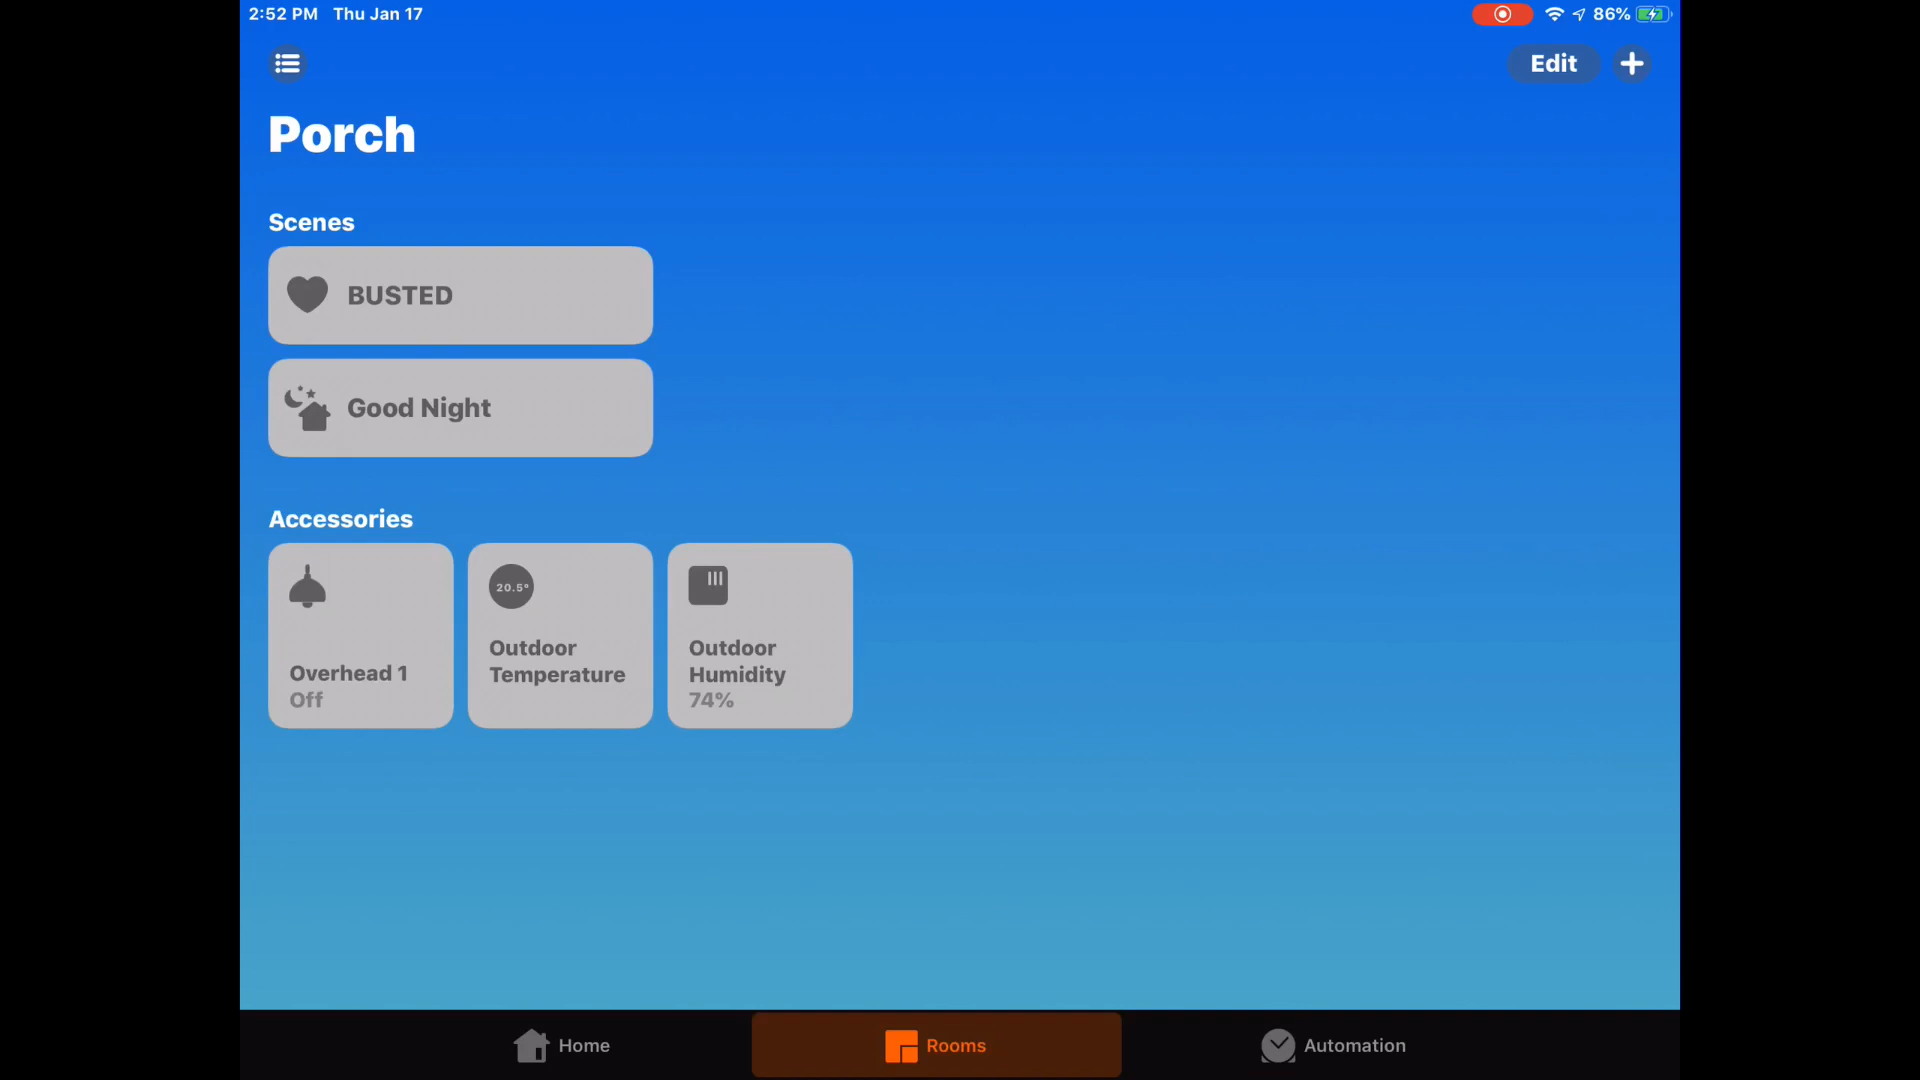 2:52 PM Thu Jan 17
86%
Edit
Porch
Scenes
BUSTED
Good Night
Accessories
20.5°
Overhead 1
Off
Outdoor
Temperature
Outdoor
Humidity
74%
Home
Rooms
Automation